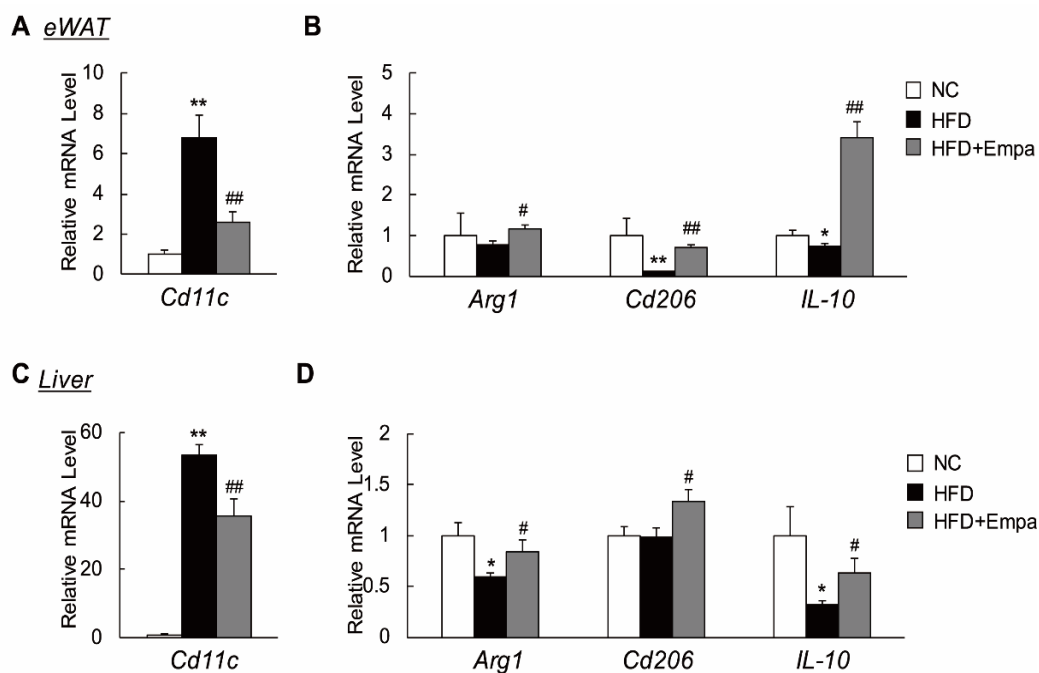 A eWAT
Relative mRNA Level
10
8
6
4
2
0
**
##
Cd11c
B
Relative mRNA Level
5
4
3
2
1
0
#
**
##
*
##
Arg1 Cd206 IL-10
NC
HFD
HFD+Empa
C Liver
Relative mRNA Level
60
40
20
0
**
##
Cd11c
D
Relative mRNA Level
2
1.5
1
0.5
0
*
#
#
*
#
Arg1 Cd206 IL-10
NC
HFD
HFD+Empa